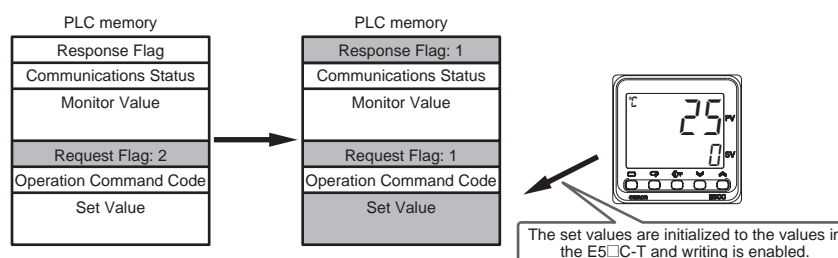 PLC memory
Response Flag
Communications Status
Monitor Value
Request Flag: 2
Operation Command Code
Set Value
PLC memory
Response Flag: 1
Communications Status
Monitor Value
Request Flag: 1
Operation Command Code
Set Value
℃
25
PV
0
SV
omron
The set values are initialized to the values in
the E5□C-T and writing is enabled.